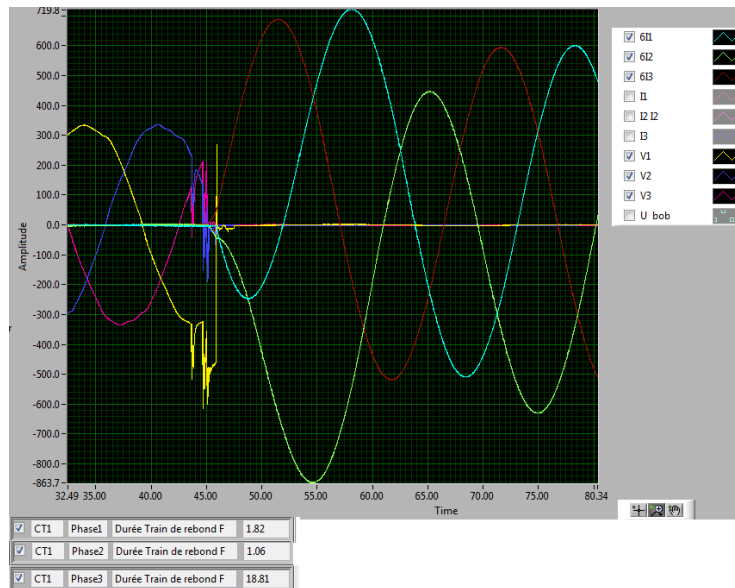 719.8
600.0
500.0
400.0
300.0
200.0
100.0
0.0
-100.0
-200.0
-300.0
-400.0
-500.0
-600.0
-700.0
-800.0
-863.7
Amplitude
32.49 35.00 40.00 45.00 50.00 55.00 60.00 65.00 70.00 75.00 80.34
Time
6I1
6I2
6I3
I1
I2 I2
I3
V1
V2
V3
U bob
CT1 Phase1 Durée Train de rebond F 1.82
CT1 Phase2 Durée Train de rebond F 1.06
CT1 Phase3 Durée Train de rebond F 18.81